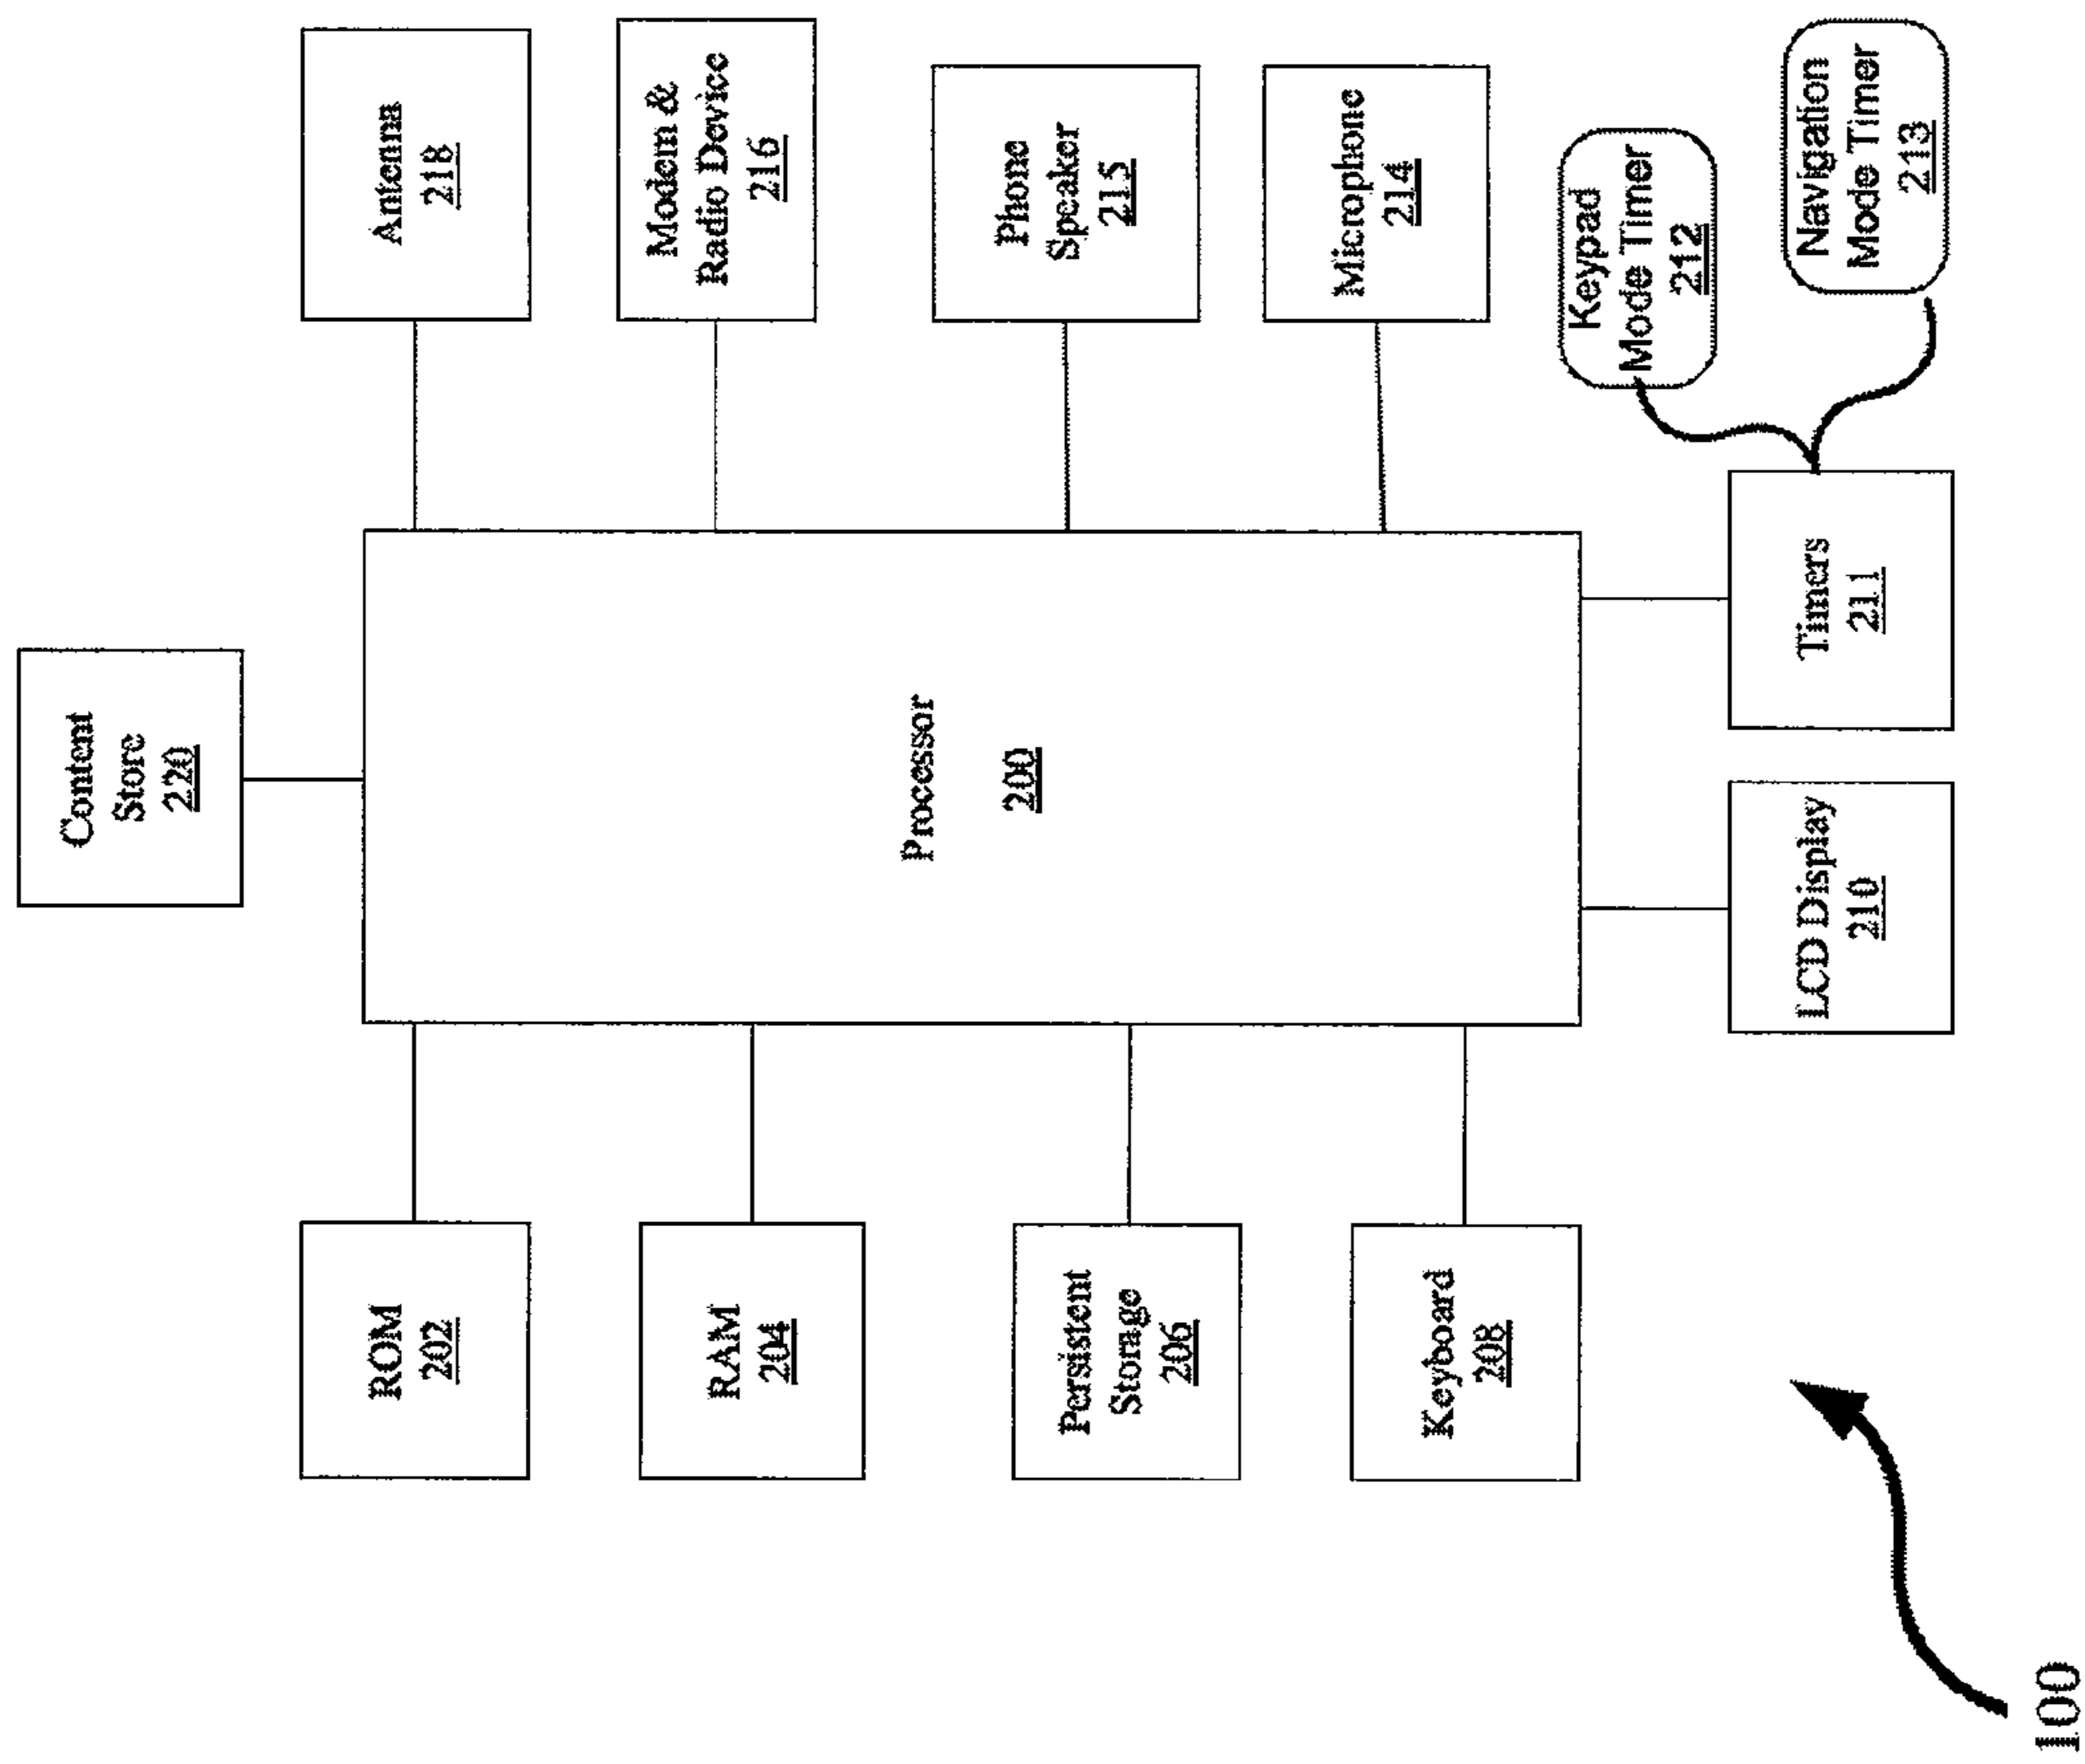 Antenna
218
Modem &
Radio Device
216
Phone
Speaker
215
Microphone
214
Keypad
Mode Timer
212
Navigation
Mode Timer
213
Content
Store
220
Processor
200
Timers
211
LCD Display
210
ROM
202
RAM
204
Persistent
Storage
206
Keyboard
208
100